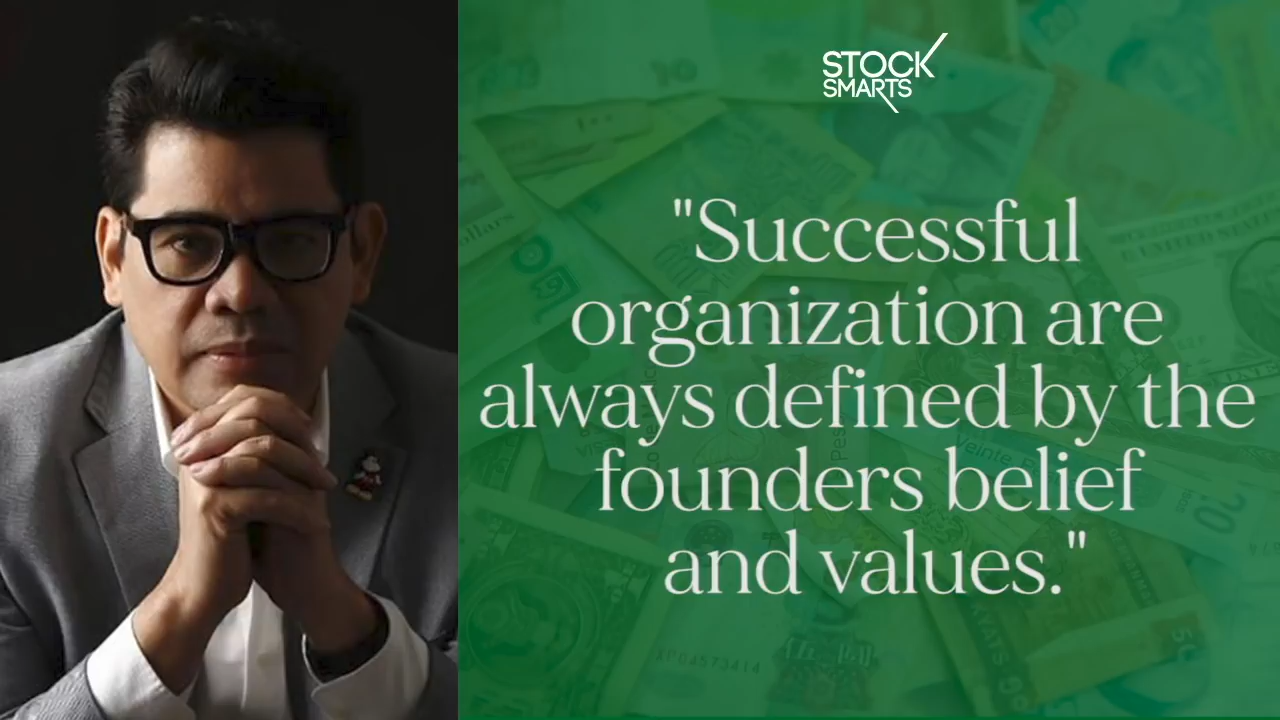 STOCK
SMARTS
"Successful
organization are
always defined by the
founders belief
and values."